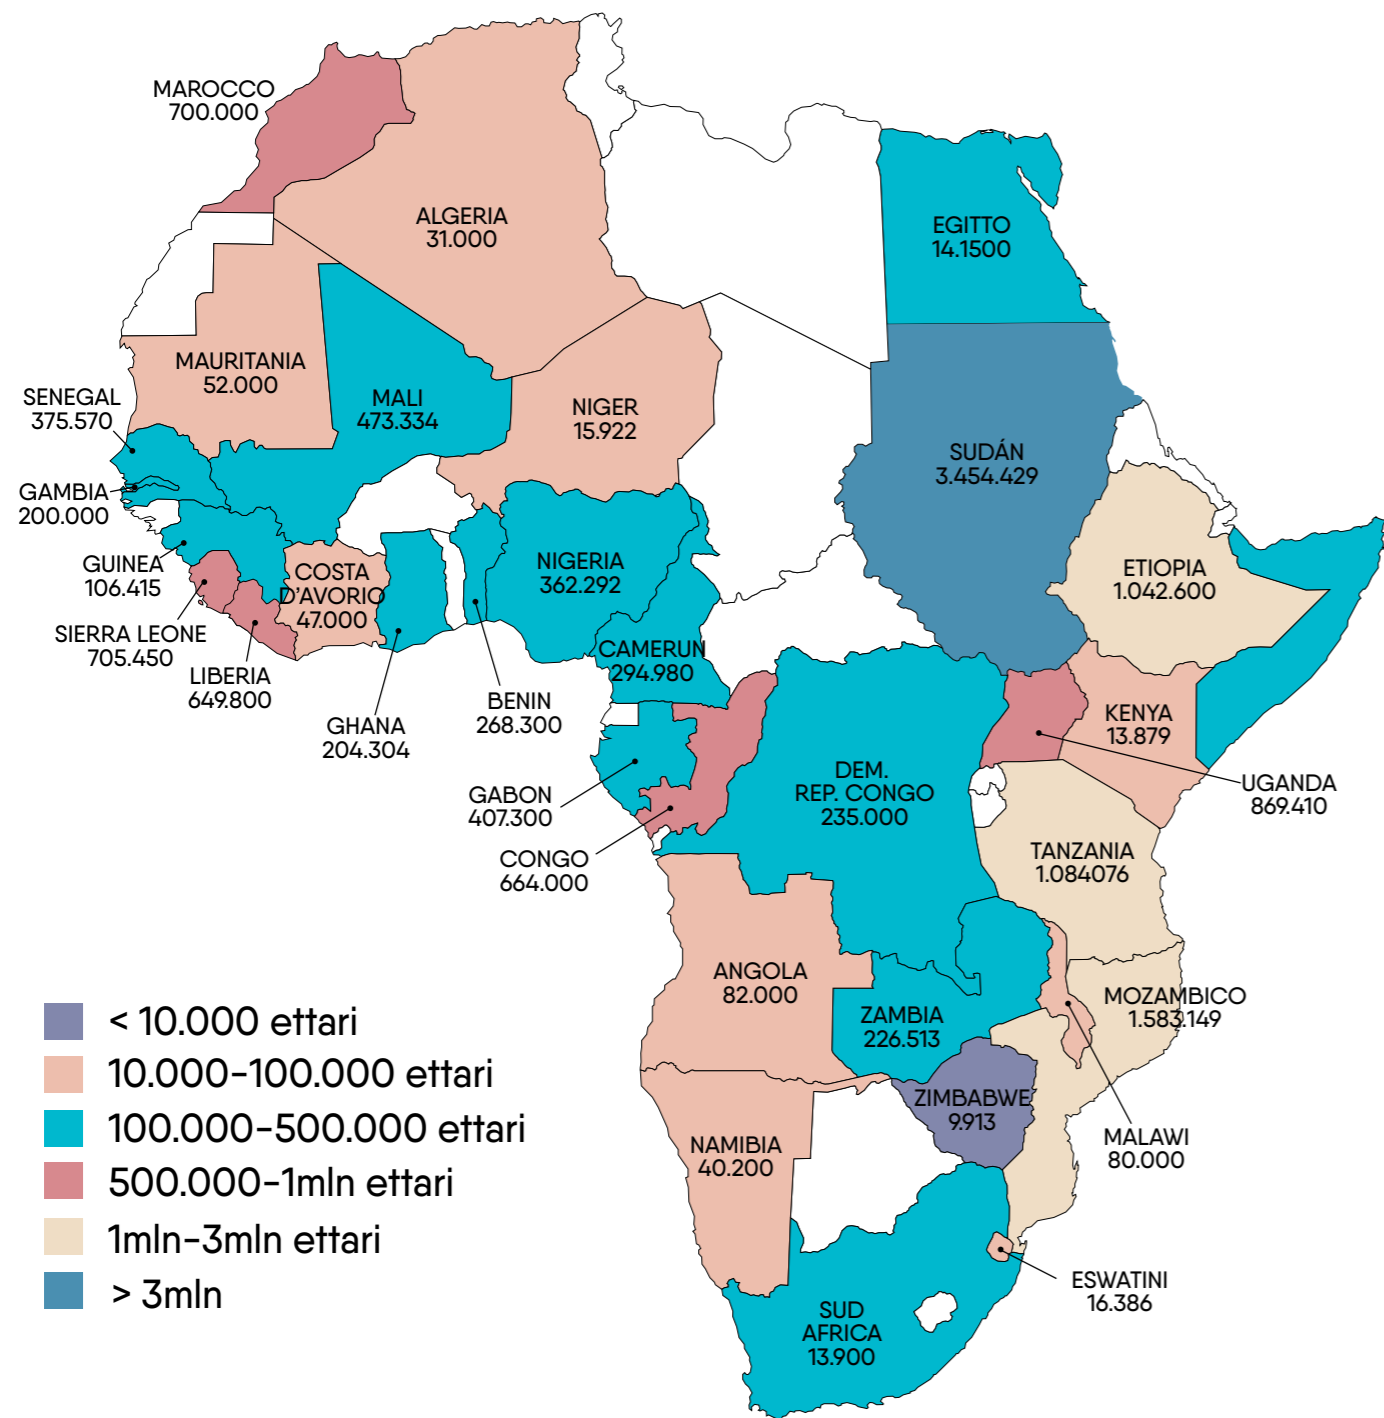 MAROCCO
700.000
ALGERIA
31.000
EGITTO
14.1500
MAURITANIA
52.000
SENEGAL
375.570
MALI
473.334
NIGER
15.922
SUDÁN
3.454.429
GAMBIA
200.000
GUINEA
106.415
COSTA
D'AVORIO
47.000
NIGERIA
362.292
ETIOPIA
1.042.600
SIERRA LEONE
705.450
LIBERIA
649.800
CAMERUN
294.980
GHANA
204.304
BENIN
268.300
KENYA
13.879
GABON
407.300
DEM.
REP. CONGO
235.000
UGANDA
869.410
CONGO
664.000
TANZANIA
1.084076
ANGOLA
82.000
ZAMBIA
226.513
MOZAMBICO
1.583.149
ZIMBABWE
9.913
NAMIBIA
40.200
MALAWI
80.000
ESWATINI
16.386
SUD
AFRICA
13.900
< 10.000 ettari
10.000-100.000 ettari
100.000-500.000 ettari
500.000-1mln ettari
1mln-3mln ettari
> 3mln